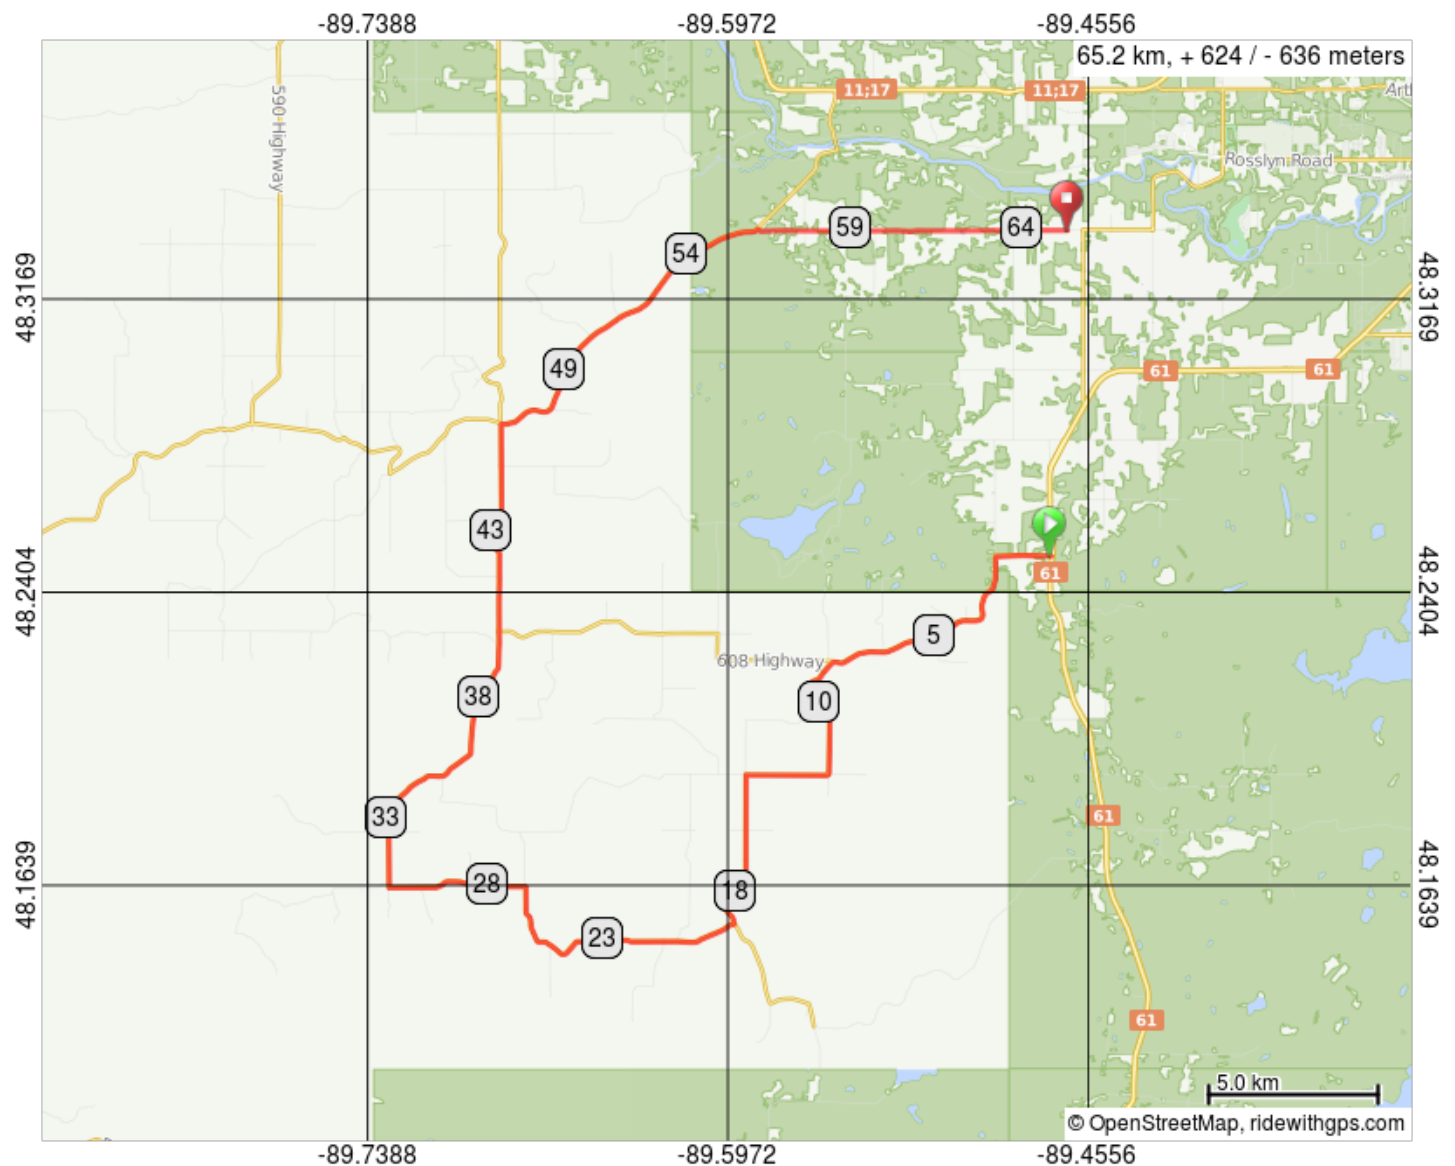 -89.7388 -89.5972 -89.4556
65.2 km, + 624 / - 636 meters
11;17 11;17
Art
590 Highway
Rosslyn Road
59 64
54
48.3169 48.3169
49 61 61
43
61
48.2404 48.2404
5
608 Highway
38 10
33 61
28 18
48.1639 48.1639
23
61
5.0 km
© OpenStreetMap, ridewithgps.com
-89.7388 -89.5972 -89.4556